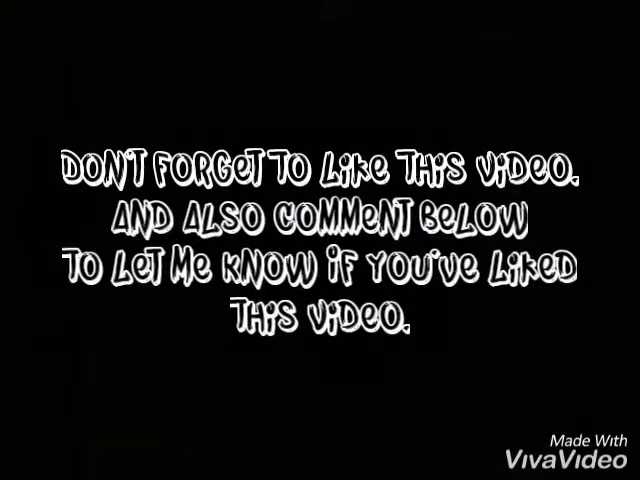 DON'T FORGET TO LIKE THIS VIDEO.
AND ALSO COMMENT BELOW
TO LET ME KNOW IF YOU'VE LIKED
THIS VIDEO.
Made With
VivaVideo